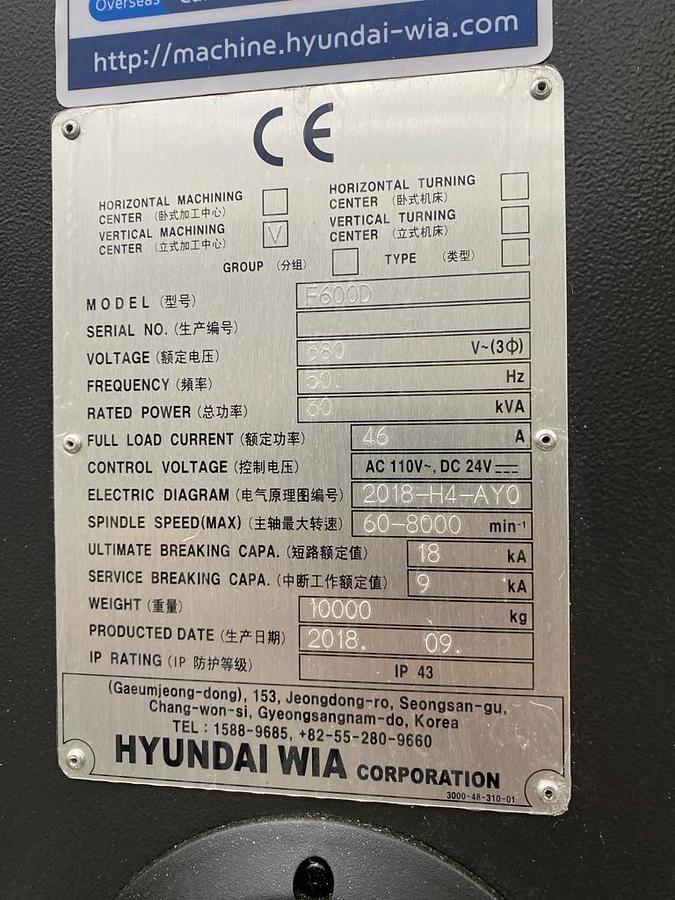 Overseas
http://machine.hyundai-wia.com
CE
HORIZONTAL MACHINING CENTER (卧式加工中心)
HORIZONTAL TURNING CENTER (卧式机床)
VERTICAL MACHINING CENTER (立式加工中心) V
VERTICAL TURNING CENTER (立式机床)
GROUP (分组) TYPE (类型)
MODEL (型号) F600D
SERIAL NO. (生产编号)
VOLTAGE (额定电压) 380 V~(3Φ)
FREQUENCY (频率) 50. Hz
RATED POWER (总功率) 30 kVA
FULL LOAD CURRENT (额定功率) 46 A
CONTROL VOLTAGE (控制电压) AC 110V~, DC 24V
ELECTRIC DIAGRAM (电气原理图编号) 2018-H4-AY0
SPINDLE SPEED(MAX) (主轴最大转速) 60-8000 min-1
ULTIMATE BREAKING CAPA. (短路额定值) 18 kA
SERVICE BREAKING CAPA. (中断工作额定值) 9 kA
WEIGHT (重量) 10000 kg
PRODUCTED DATE (生产日期) 2018. 09.
IP RATING (IP 防护等级) IP 43
(Gaeumjeong-dong), 153, Jeongdong-ro, Seongsan-gu,
Chang-won-si, Gyeongsangnam-do, Korea
TEL : 1588-9685, +82-55-280-9660
HYUNDAI WIA CORPORATION
3000-48-310-01